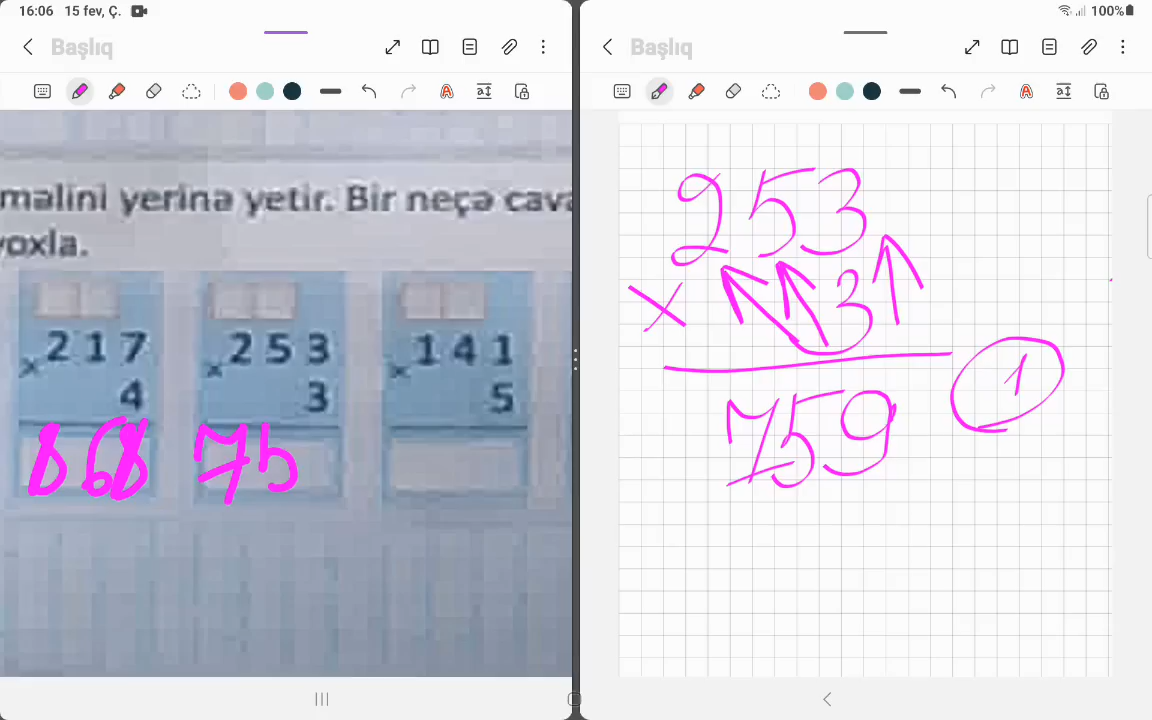 16:06 15 fev, Ç.
100%
Başlıq
Başlıq
məlini yerinə yetir. Bir neçə cava
yoxla.
217
× 4
868
253
× 3
75
141
× 5
253
× 3
759
1